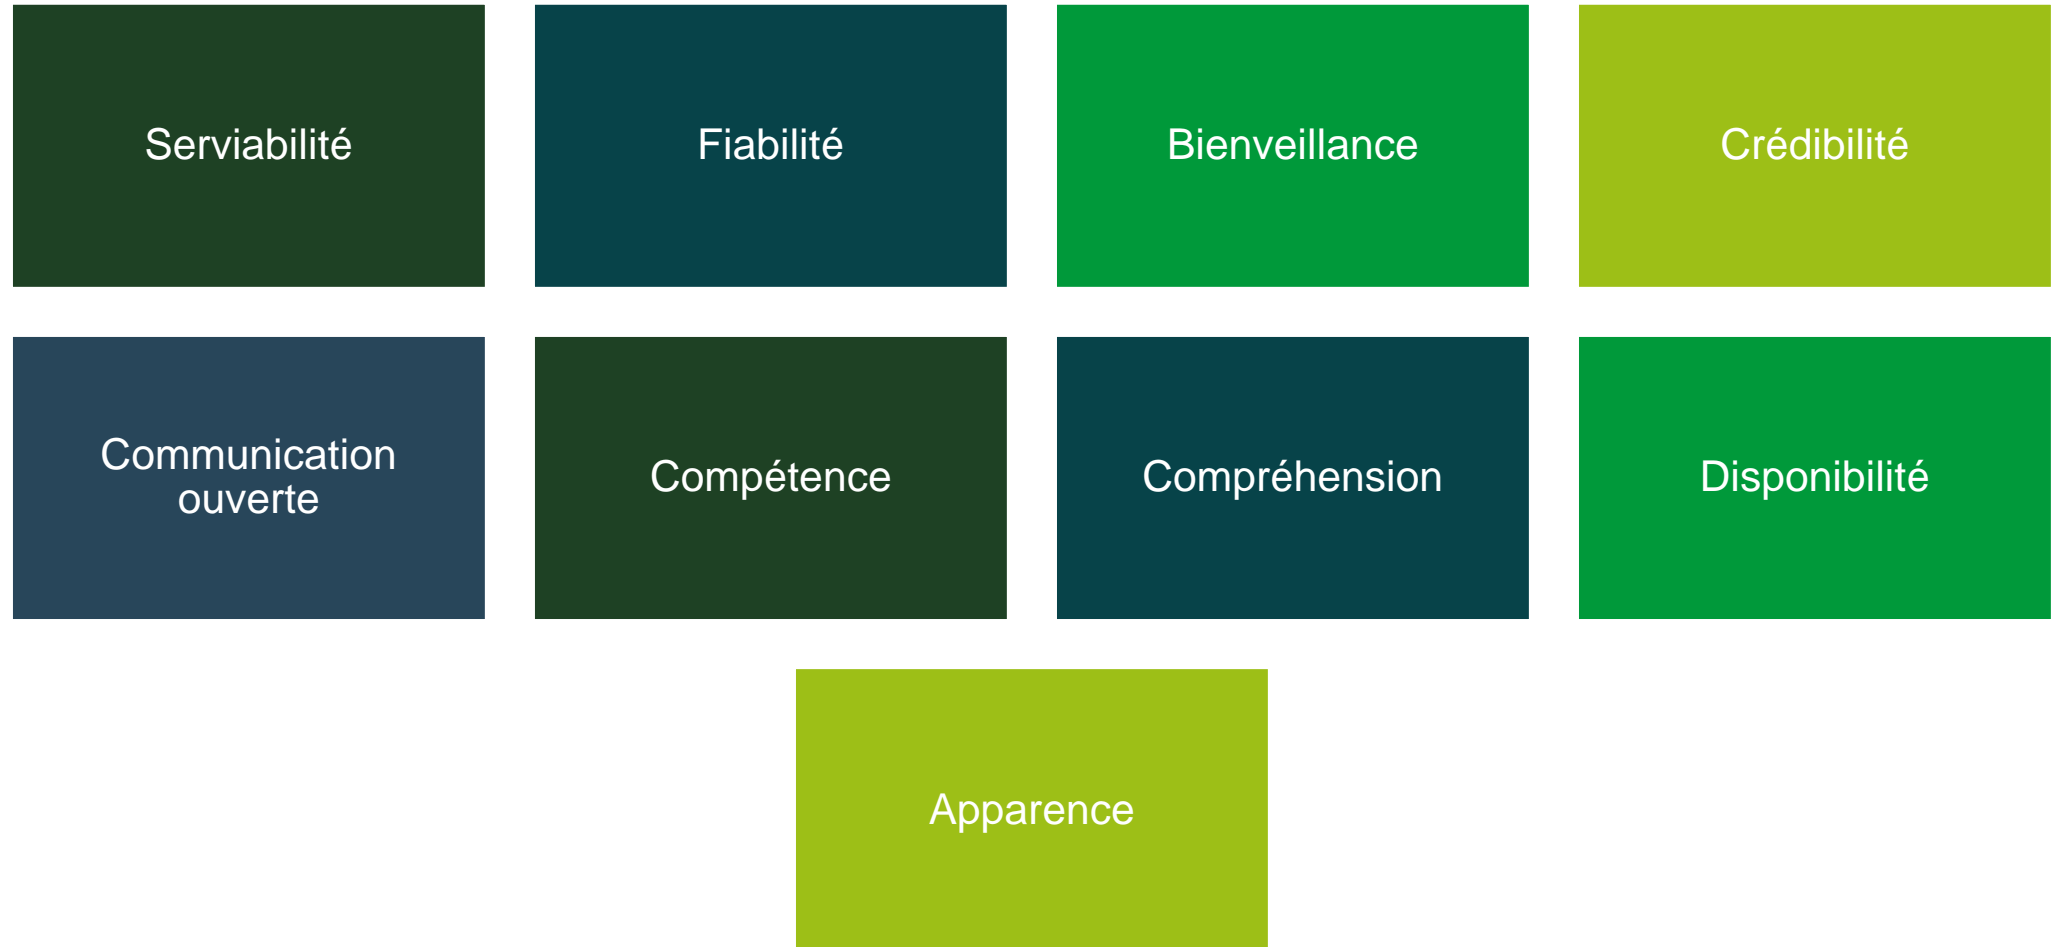 Serviabilité
Fiabilité
Bienveillance
Crédibilité
Communication
ouverte
Compétence
Compréhension
Disponibilité
Apparence